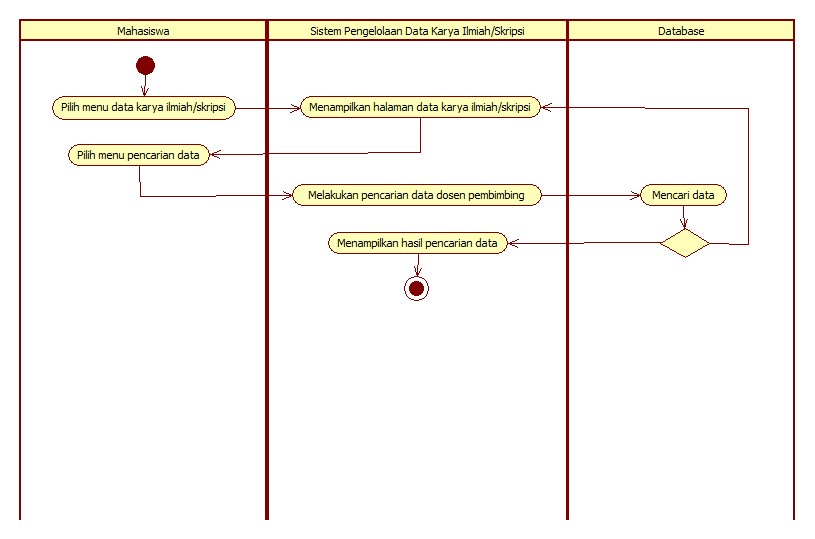 Mahasiswa
Sistem Pengelolaan Data Karya Ilmiah/Skripsi
Database
Pilih menu data karya ilmiah/skripsi
Menampilkan halaman data karya ilmiah/skripsi
Pilih menu pencarian data
Melakukan pencarian data dosen pembimbing
Mencari data
Menampilkan hasil pencarian data